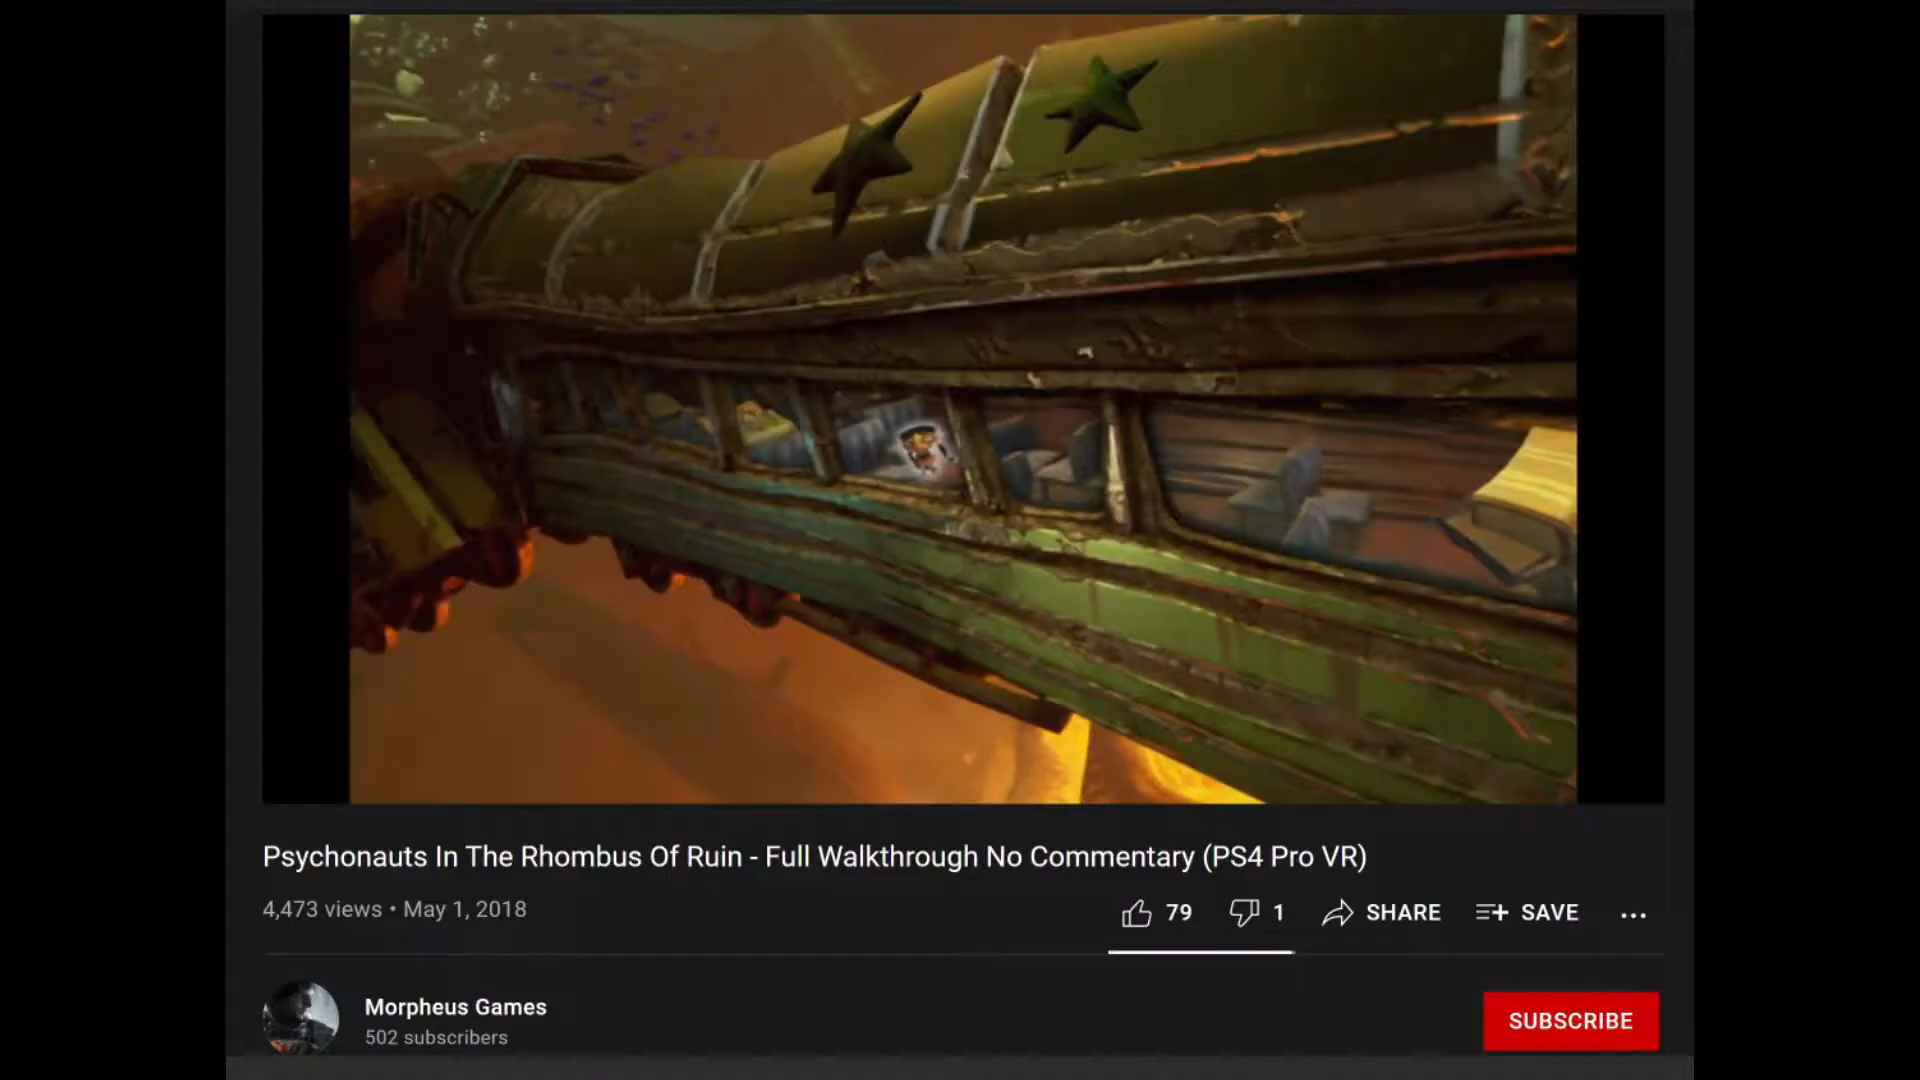 Psychonauts In The Rhombus Of Ruin - Full Walkthrough No Commentary (PS4 Pro VR)
4,473 views • May 1, 2018
79
1
SHARE
SAVE
Morpheus Games
502 subscribers
SUBSCRIBE